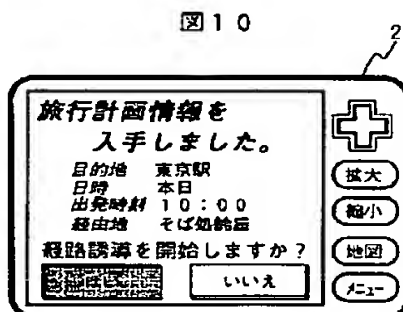 図10
2
旅行計画情報を
入手しました。
目的地 東京駅
日時 本日
出発時刻 10:00
経由地 そば処
経路誘導を開始しますか?
いいえ
拡大
縮小
地図
メニュー